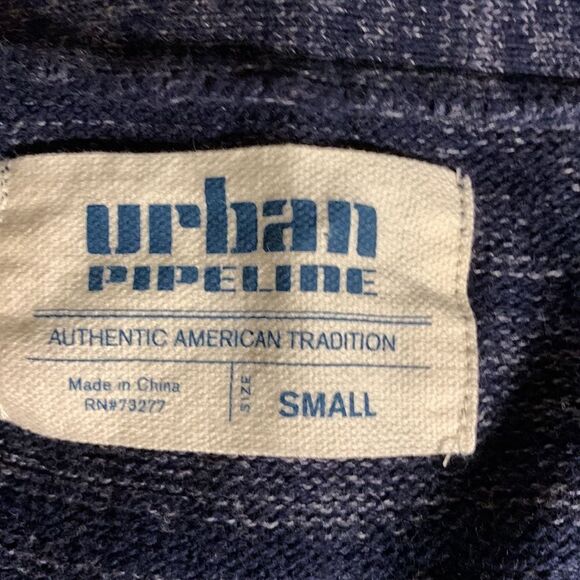 urban
PIPELINE
AUTHENTIC AMERICAN TRADITION
Made in China
RN#73277
SIZE
SMALL